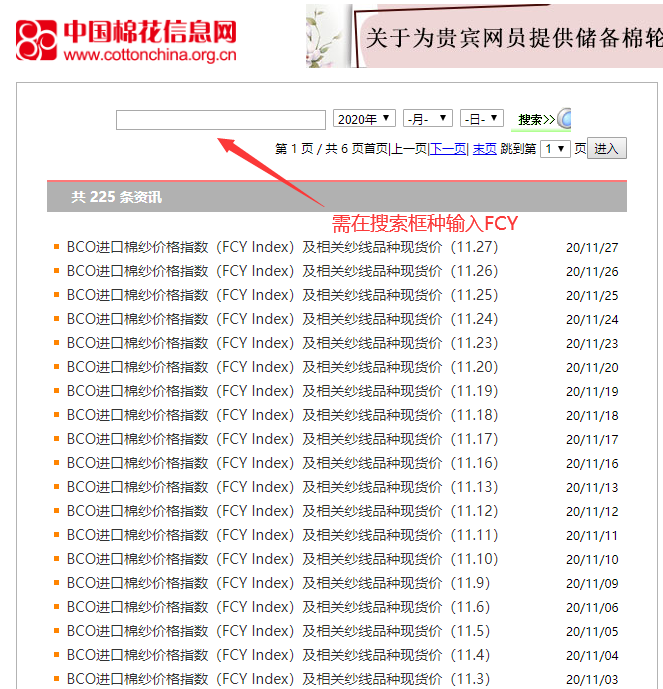 中国棉花信息网
www.cottonchina.org.cn
关于为贵宾网员提供储备棉轮
2020年 -月- -日- 搜索>>
第 1 页 / 共 6 页首页|上一页|下一页| 末页 跳到第 1 页 进入
共 225 条资讯
需在搜索框种输入FCY
BCO进口棉纱价格指数（FCY Index）及相关纱线品种现货价（11.27） 20/11/27
BCO进口棉纱价格指数（FCY Index）及相关纱线品种现货价（11.26） 20/11/26
BCO进口棉纱价格指数（FCY Index）及相关纱线品种现货价（11.25） 20/11/25
BCO进口棉纱价格指数（FCY Index）及相关纱线品种现货价（11.24） 20/11/24
BCO进口棉纱价格指数（FCY Index）及相关纱线品种现货价（11.23） 20/11/23
BCO进口棉纱价格指数（FCY Index）及相关纱线品种现货价（11.20） 20/11/20
BCO进口棉纱价格指数（FCY Index）及相关纱线品种现货价（11.19） 20/11/19
BCO进口棉纱价格指数（FCY Index）及相关纱线品种现货价（11.18） 20/11/18
BCO进口棉纱价格指数（FCY Index）及相关纱线品种现货价（11.17） 20/11/17
BCO进口棉纱价格指数（FCY Index）及相关纱线品种现货价（11.16） 20/11/16
BCO进口棉纱价格指数（FCY Index）及相关纱线品种现货价（11.13） 20/11/13
BCO进口棉纱价格指数（FCY Index）及相关纱线品种现货价（11.12） 20/11/12
BCO进口棉纱价格指数（FCY Index）及相关纱线品种现货价（11.11） 20/11/11
BCO进口棉纱价格指数（FCY Index）及相关纱线品种现货价（11.10） 20/11/10
BCO进口棉纱价格指数（FCY Index）及相关纱线品种现货价（11.9） 20/11/09
BCO进口棉纱价格指数（FCY Index）及相关纱线品种现货价（11.6） 20/11/06
BCO进口棉纱价格指数（FCY Index）及相关纱线品种现货价（11.5） 20/11/05
BCO进口棉纱价格指数（FCY Index）及相关纱线品种现货价（11.4） 20/11/04
BCO进口棉纱价格指数（FCY Index）及相关纱线品种现货价（11.3） 20/11/03